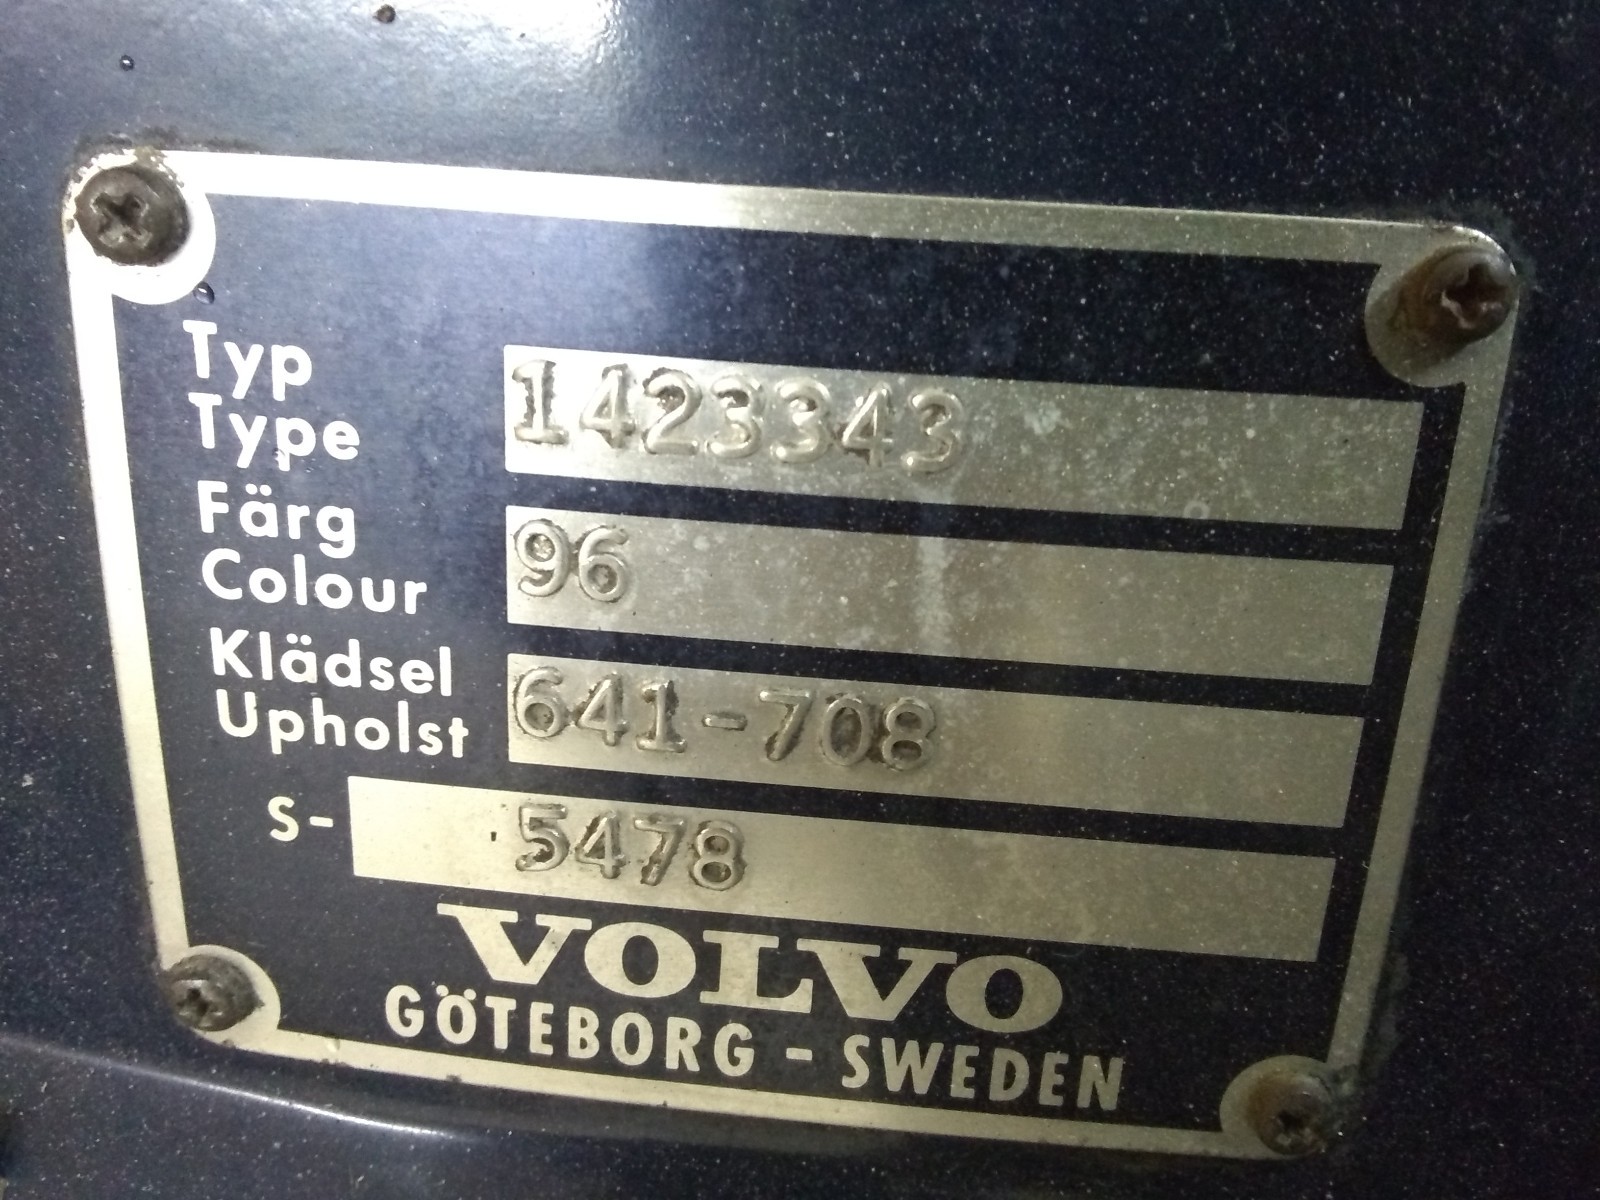 Typ
Type 1423343
Färg
Colour 96
Klädsel
Upholst 641-708
S- 5478
VOLVO
GÖTEBORG - SWEDEN